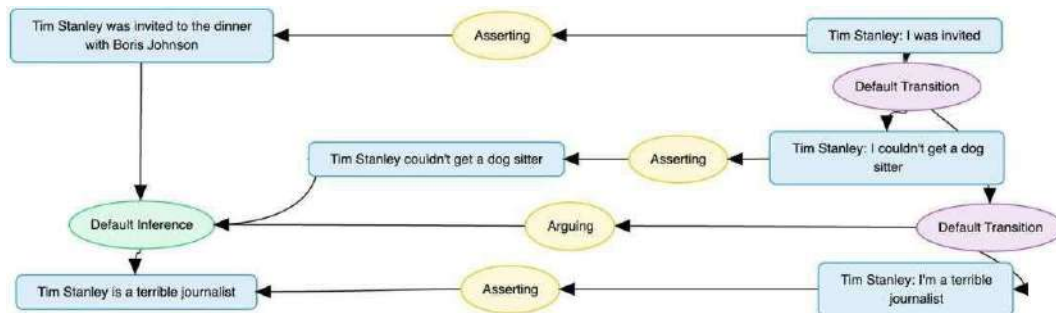 Tim Stanley was invited to the dinner
with Boris Johnson
Asserting
Tim Stanley: I was invited
Default Transition
Tim Stanley couldn't get a dog sitter
Asserting
Tim Stanley: I couldn't get a dog
sitter
Default Inference
Arguing
Default Transition
Tim Stanley is a terrible journalist
Asserting
Tim Stanley: I'm a terrible
journalist